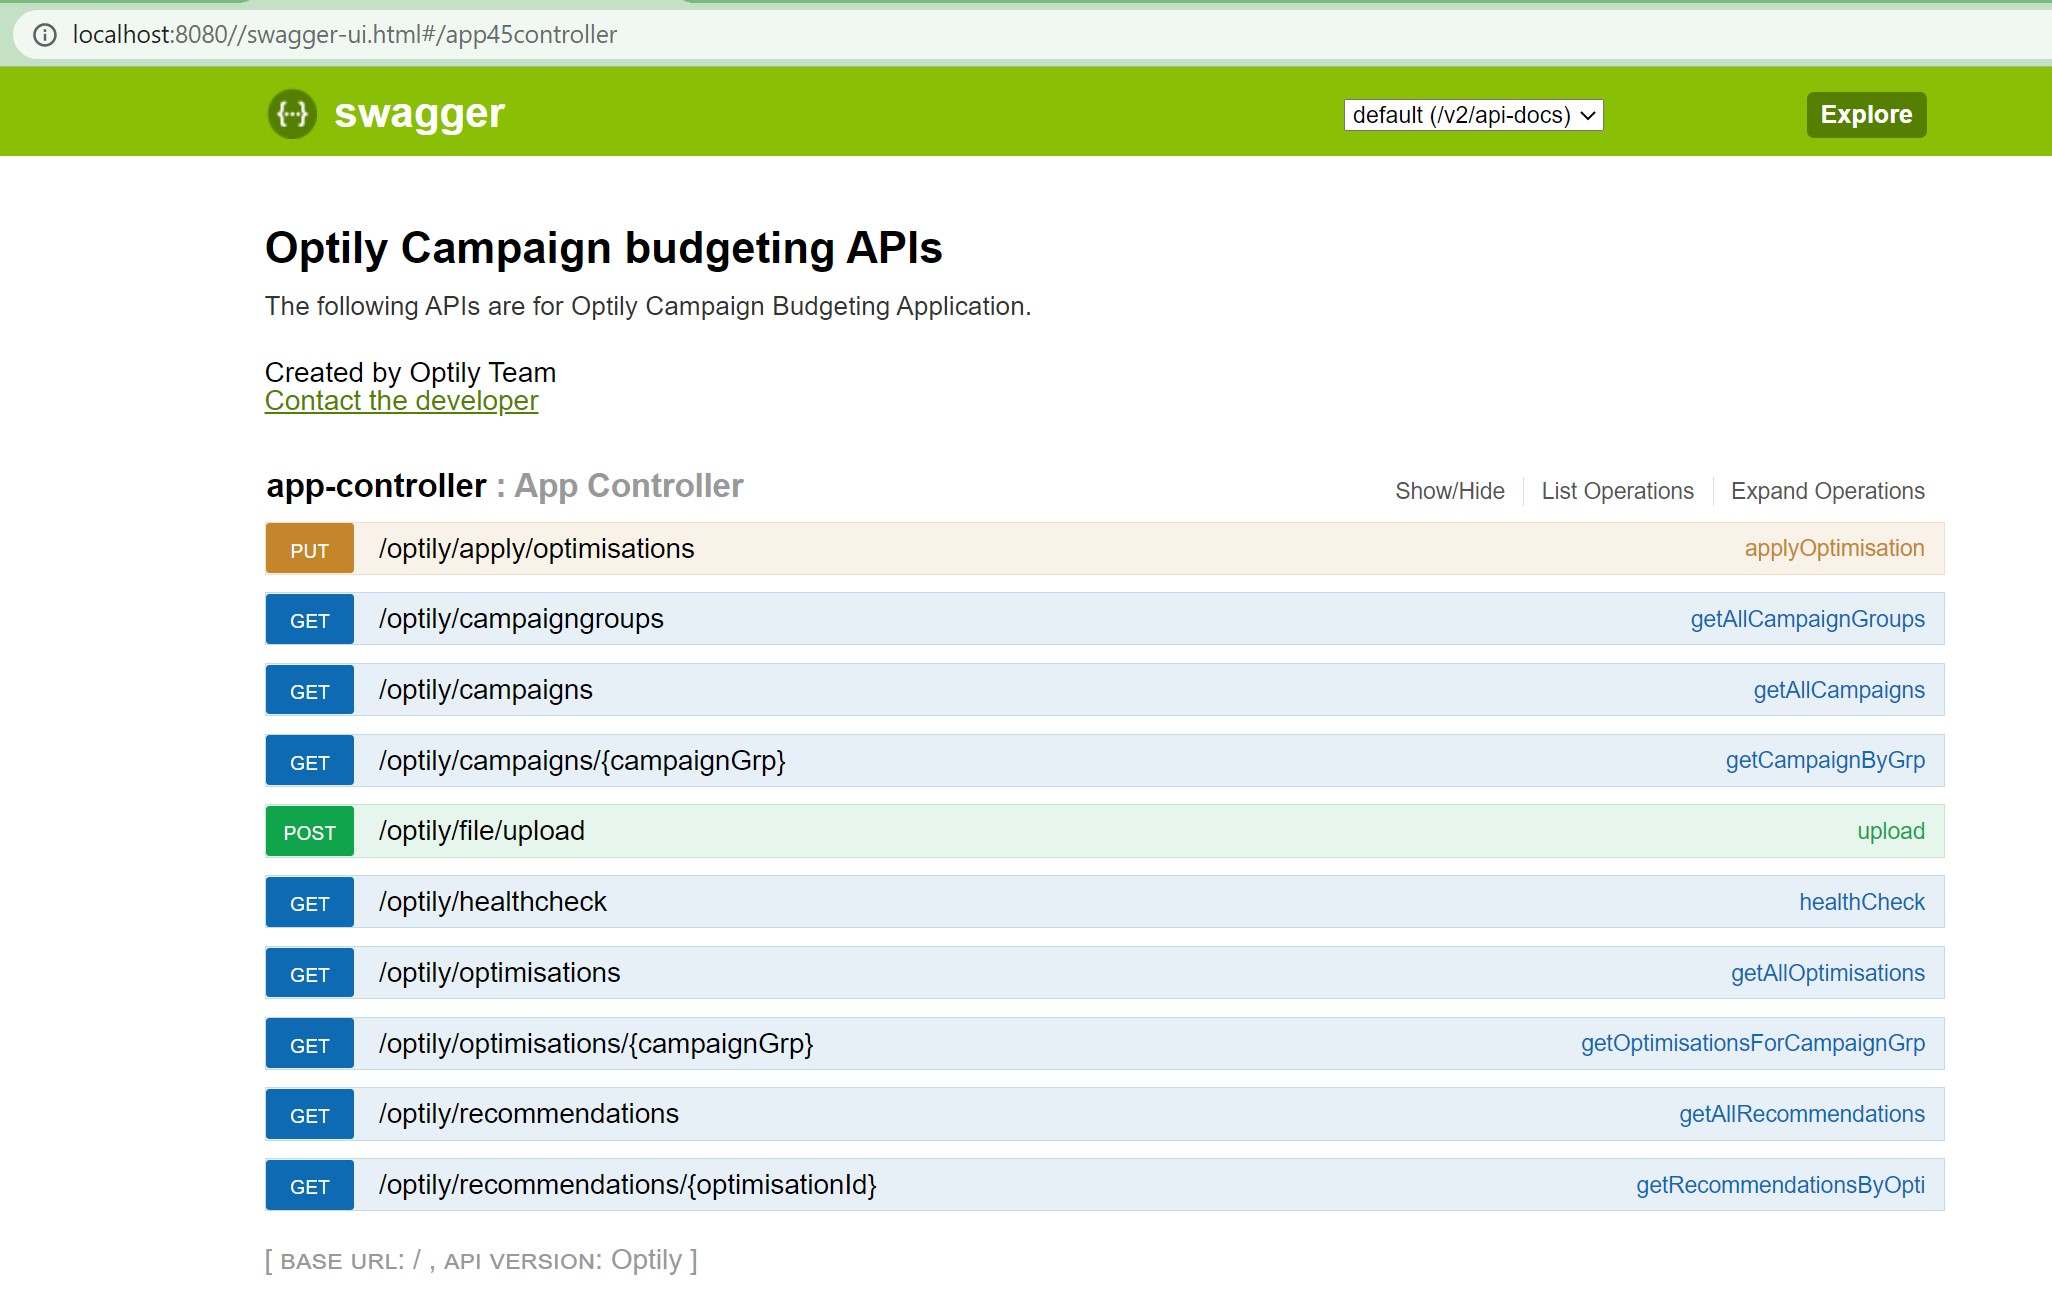 localhost:8080//swagger-ui.html#/app45controller
{···} swagger default (/v2/api-docs) Explore
Optily Campaign budgeting APIs
The following APIs are for Optily Campaign Budgeting Application.
Created by Optily Team
Contact the developer
app-controller : App Controller Show/Hide List Operations Expand Operations
PUT /optily/apply/optimisations applyOptimisation
GET /optily/campaigngroups getAllCampaignGroups
GET /optily/campaigns getAllCampaigns
GET /optily/campaigns/{campaignGrp} getCampaignByGrp
POST /optily/file/upload upload
GET /optily/healthcheck healthCheck
GET /optily/optimisations getAllOptimisations
GET /optily/optimisations/{campaignGrp} getOptimisationsForCampaignGrp
GET /optily/recommendations getAllRecommendations
GET /optily/recommendations/{optimisationId} getRecommendationsByOpti
[ BASE URL: / , API VERSION: Optily ]